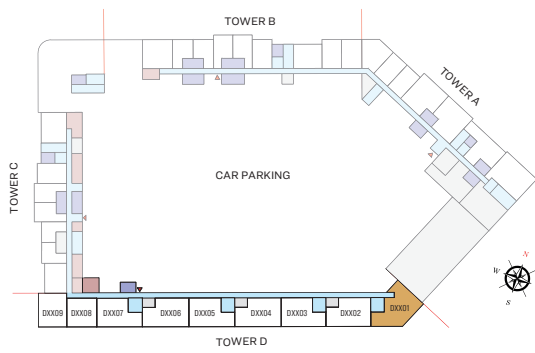 TOWER B
TOWER A
TOWER C
CAR PARKING
N
W
S
DXX09
DXX08
DXX07
DXX06
DXX05
DXX04
DXX03
DXX02
DXX01
TOWER D